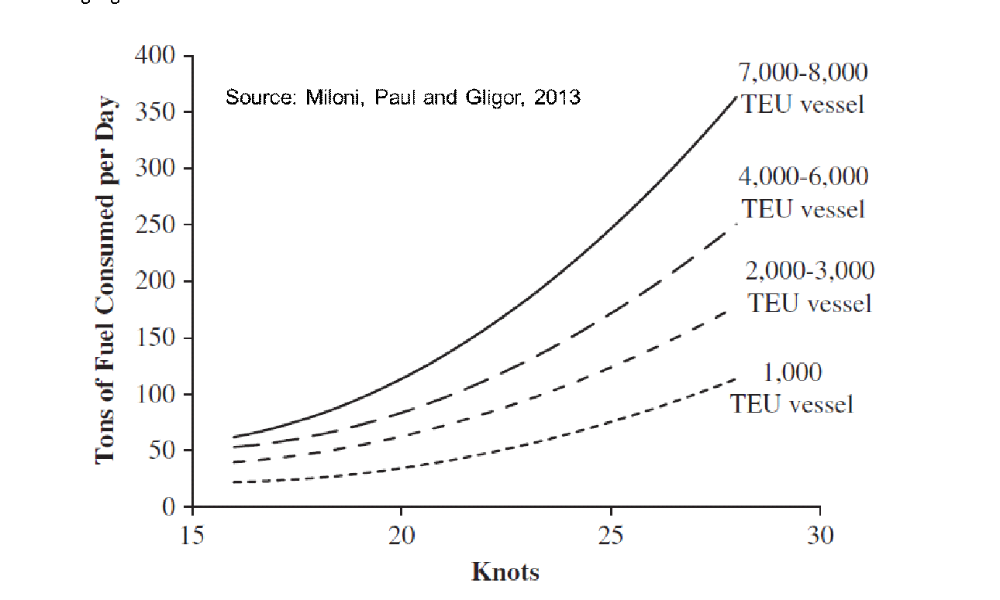 400
350
300
250
200
150
100
50
0
Tons of Fuel Consumed per Day
Source: Miloni, Paul and Gligor, 2013
7,000-8,000
TEU vessel
4,000-6,000
TEU vessel
2,000-3,000
TEU vessel
1,000
TEU vessel
15 20 25 30
Knots